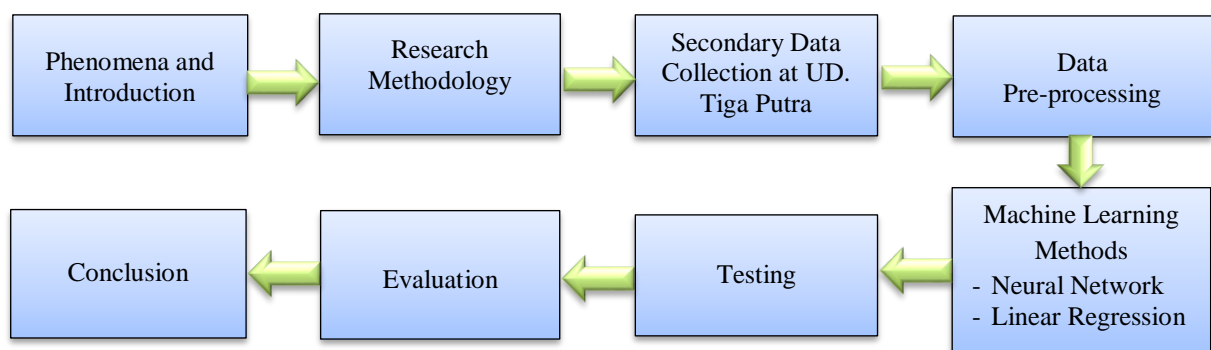 Phenomena and
Introduction
Research
Methodology
Secondary Data
Collection at UD.
Tiga Putra
Data
Pre-processing
Machine Learning
Methods
- Neural Network
- Linear Regression
Testing
Evaluation
Conclusion